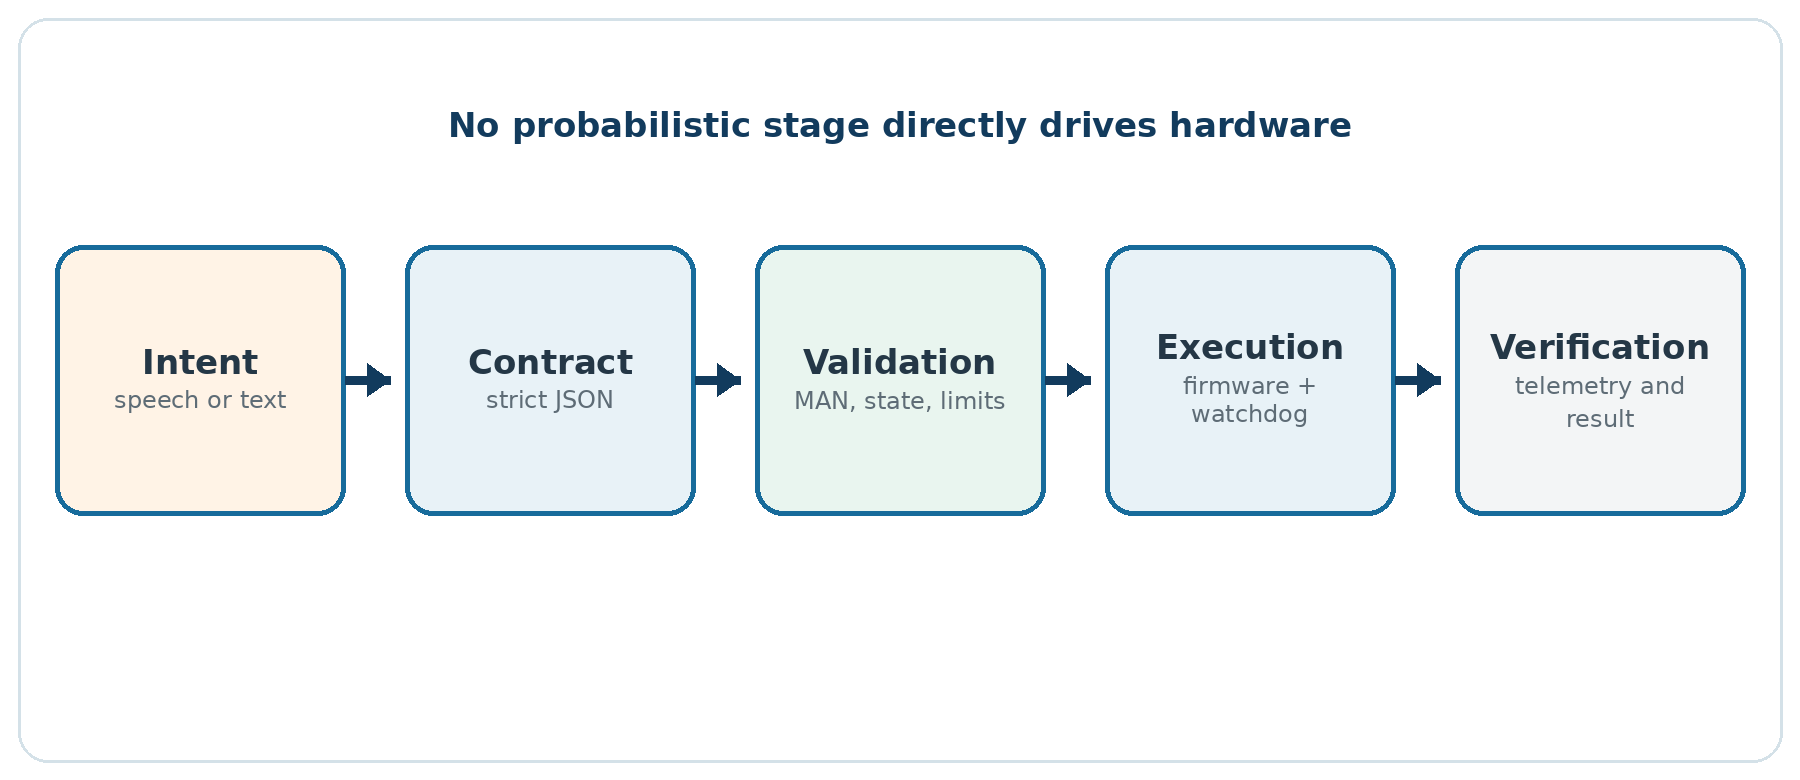 No probabilistic stage directly drives hardware
Intent
speech or text
Contract
strict JSON
Validation
MAN, state, limits
Execution
firmware +
watchdog
Verification
telemetry and
result